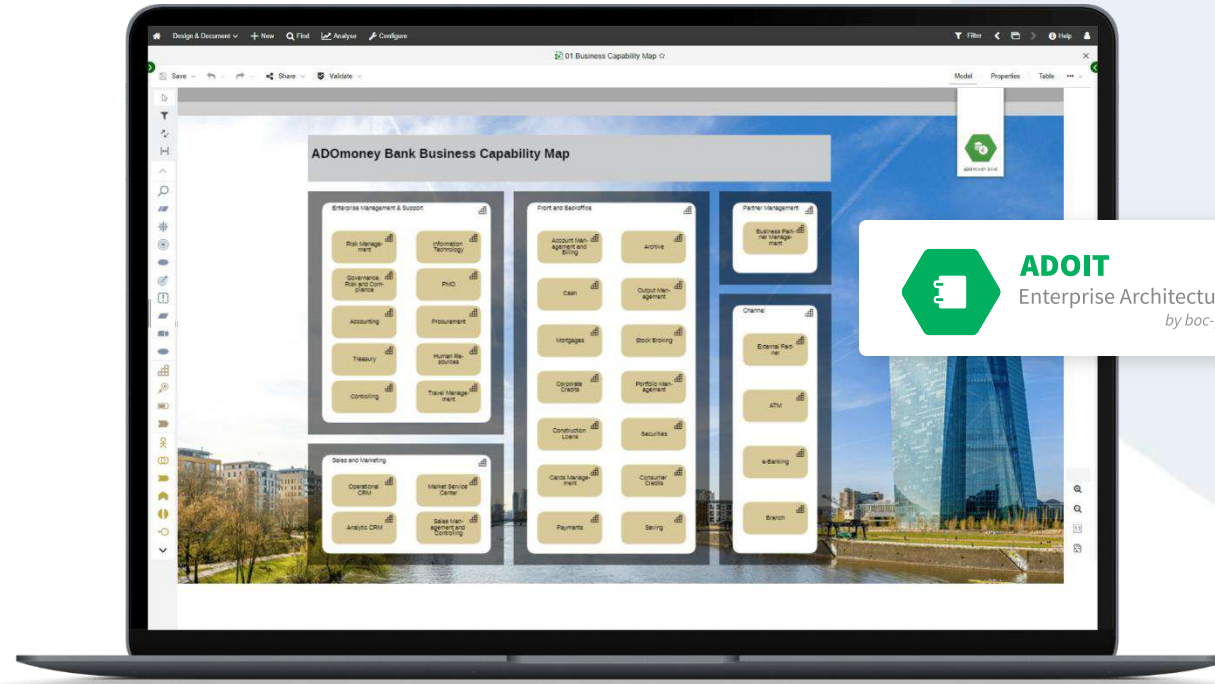 Design & Document
New
Find
Analyse
Configure
Filter
Help
01 Business Capability Map
Save
Share
Validate
Model
Properties
Table
ADOmoney Bank Business Capability Map
ADOMONEY BANK
Enterprise Management & Support
Risk Manage-
ment
Information
Technology
Governance,
Risk and Com-
pliance
PMO
Accounting
Procurement
Treasury
Human Re-
sources
Controlling
Travel Manage-
ment
Sales and Marketing
Operational
CRM
Market Service
Center
Analytic CRM
Sales Man-
agement and
Controlling
Front and Backoffice
Account Man-
agement and
Billing
Archive
Cash
Output Man-
agement
Mortgages
Stock Broking
Corporate
Credits
Portfolio Man-
agement
Construction
Loans
Securities
Cards Manage-
ment
Consumer
Credits
Payments
Saving
Partner Management
Business Part-
ner Manage-
ment
Channel
External Part-
ner
ATM
e-Banking
Branch
ADOIT
Enterprise Architectu
by boc-